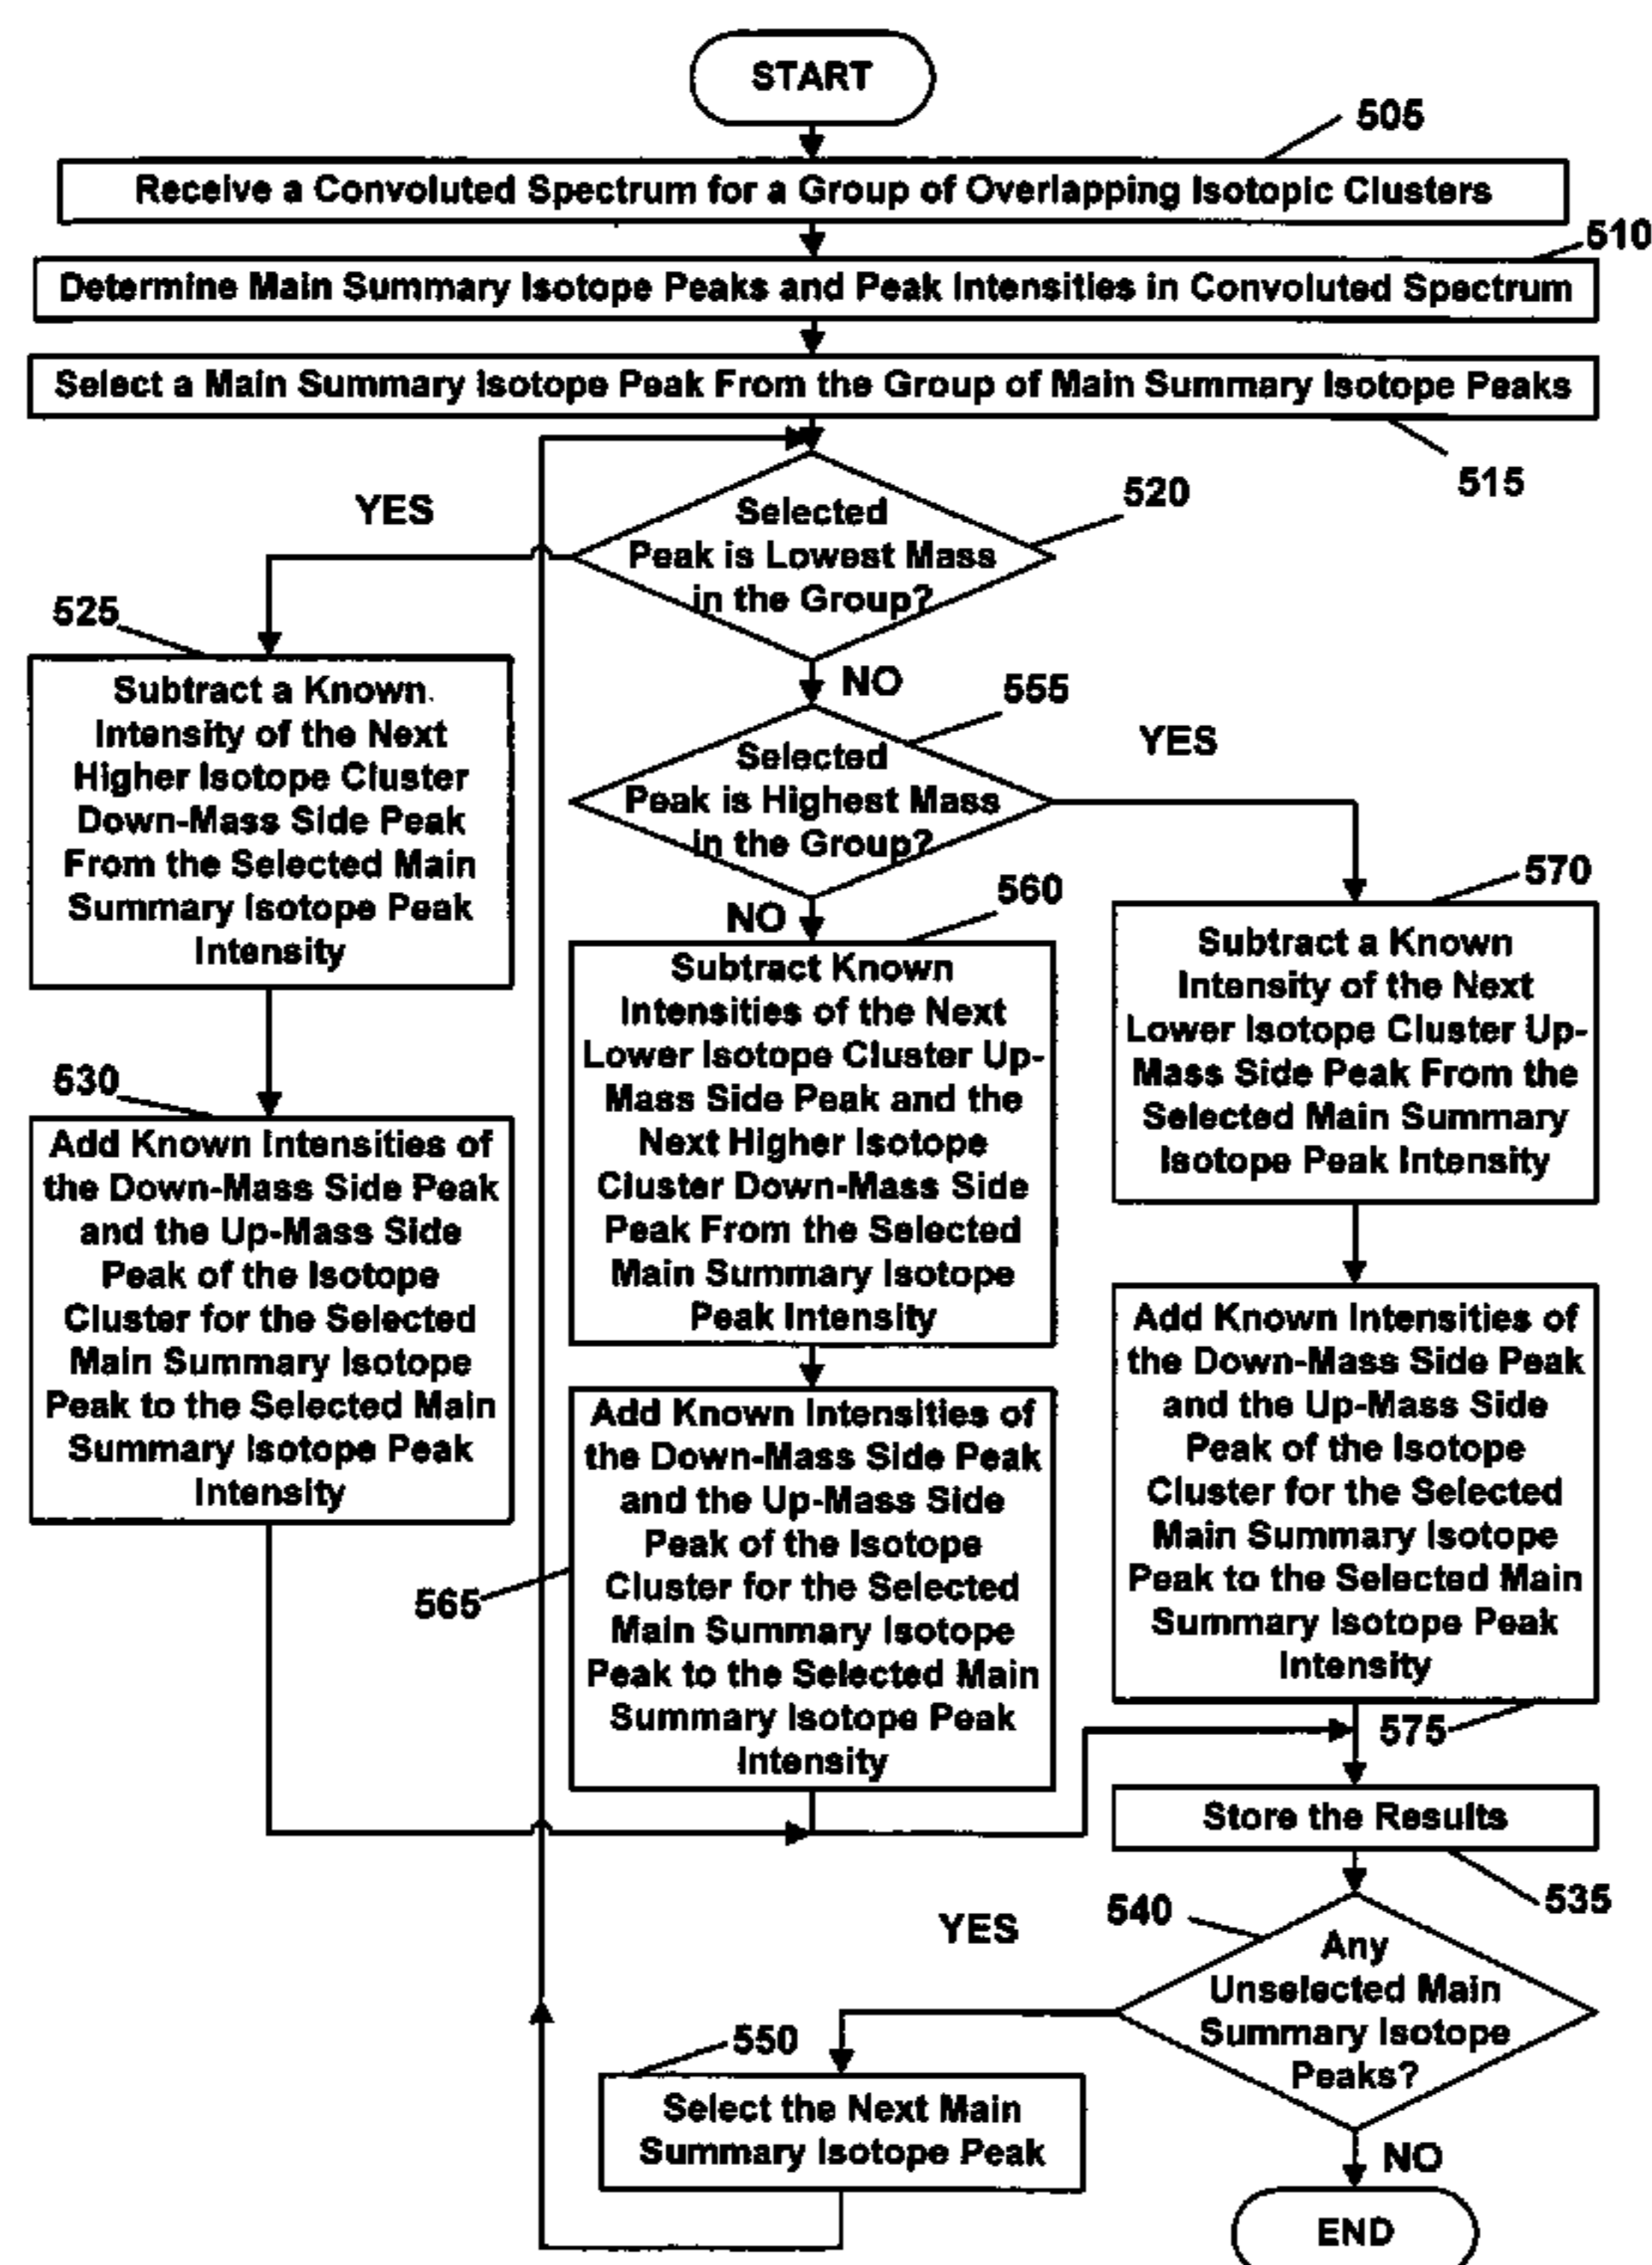 START
505
Receive a Convoluted Spectrum for a Group of Overlapping Isotopic Clusters
510
Determine Main Summary Isotope Peaks and Peak Intensities in Convoluted Spectrum
Select a Main Summary Isotope Peak From the Group of Main Summary Isotope Peaks
515
YES
Selected
Peak is Lowest Mass
in the Group?
520
525
Subtract a Known
Intensity of the Next
Higher Isotope Cluster
Down-Mass Side Peak
From the Selected Main
Summary Isotope Peak
Intensity
NO
555
Selected
Peak is Highest Mass
in the Group?
YES
NO
560
Subtract Known
Intensities of the Next
Lower Isotope Cluster Up-
Mass Side Peak and the
Next Higher Isotope
Cluster Down-Mass Side
Peak From the Selected
Main Summary Isotope
Peak Intensity
570
Subtract a Known
Intensity of the Next
Lower Isotope Cluster Up-
Mass Side Peak From the
Selected Main Summary
Isotope Peak Intensity
530
Add Known Intensities of
the Down-Mass Side Peak
and the Up-Mass Side
Peak of the Isotope
Cluster for the Selected
Main Summary Isotope
Peak to the Selected Main
Summary Isotope Peak
Intensity
565
Add Known Intensities of
the Down-Mass Side Peak
and the Up-Mass Side
Peak of the Isotope
Cluster for the Selected
Main Summary Isotope
Peak to the Selected Main
Summary Isotope Peak
Intensity
Add Known Intensities of
the Down-Mass Side Peak
and the Up-Mass Side
Peak of the Isotope
Cluster for the Selected
Main Summary Isotope
Peak to the Selected Main
Summary Isotope Peak
Intensity
575
Store the Results
535
YES
540
Any
Unselected Main
Summary Isotope
Peaks?
550
Select the Next Main
Summary Isotope Peak
NO
END